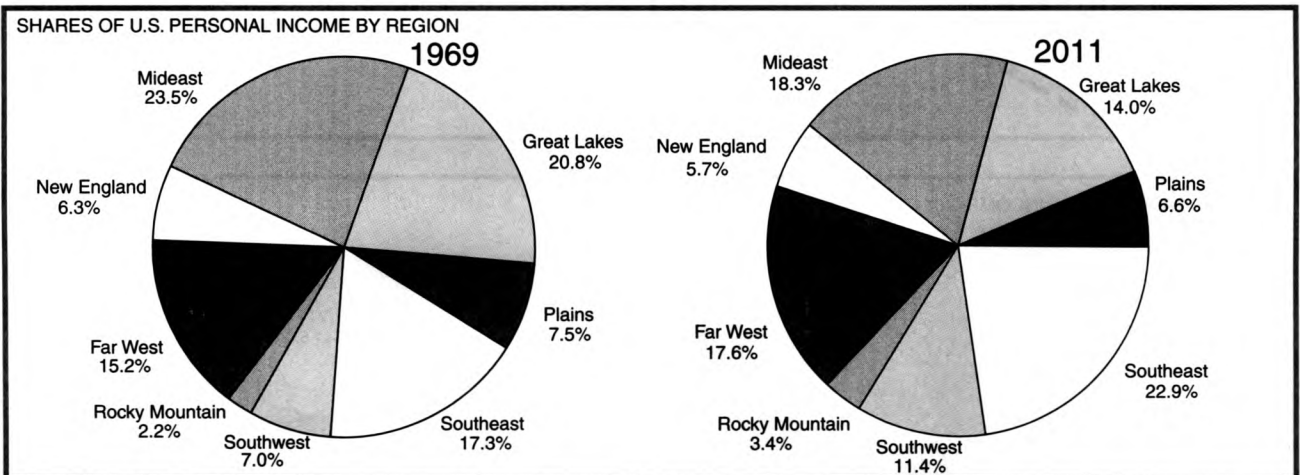 SHARES OF U.S. PERSONAL INCOME BY REGION
1969
Mideast
23.5%
Great Lakes
20.8%
New England
6.3%
Plains
7.5%
Far West
15.2%
Rocky Mountain
2.2%
Southwest
7.0%
Southeast
17.3%
2011
Mideast
18.3%
Great Lakes
14.0%
New England
5.7%
Plains
6.6%
Far West
17.6%
Southeast
22.9%
Rocky Mountain
3.4%
Southwest
11.4%